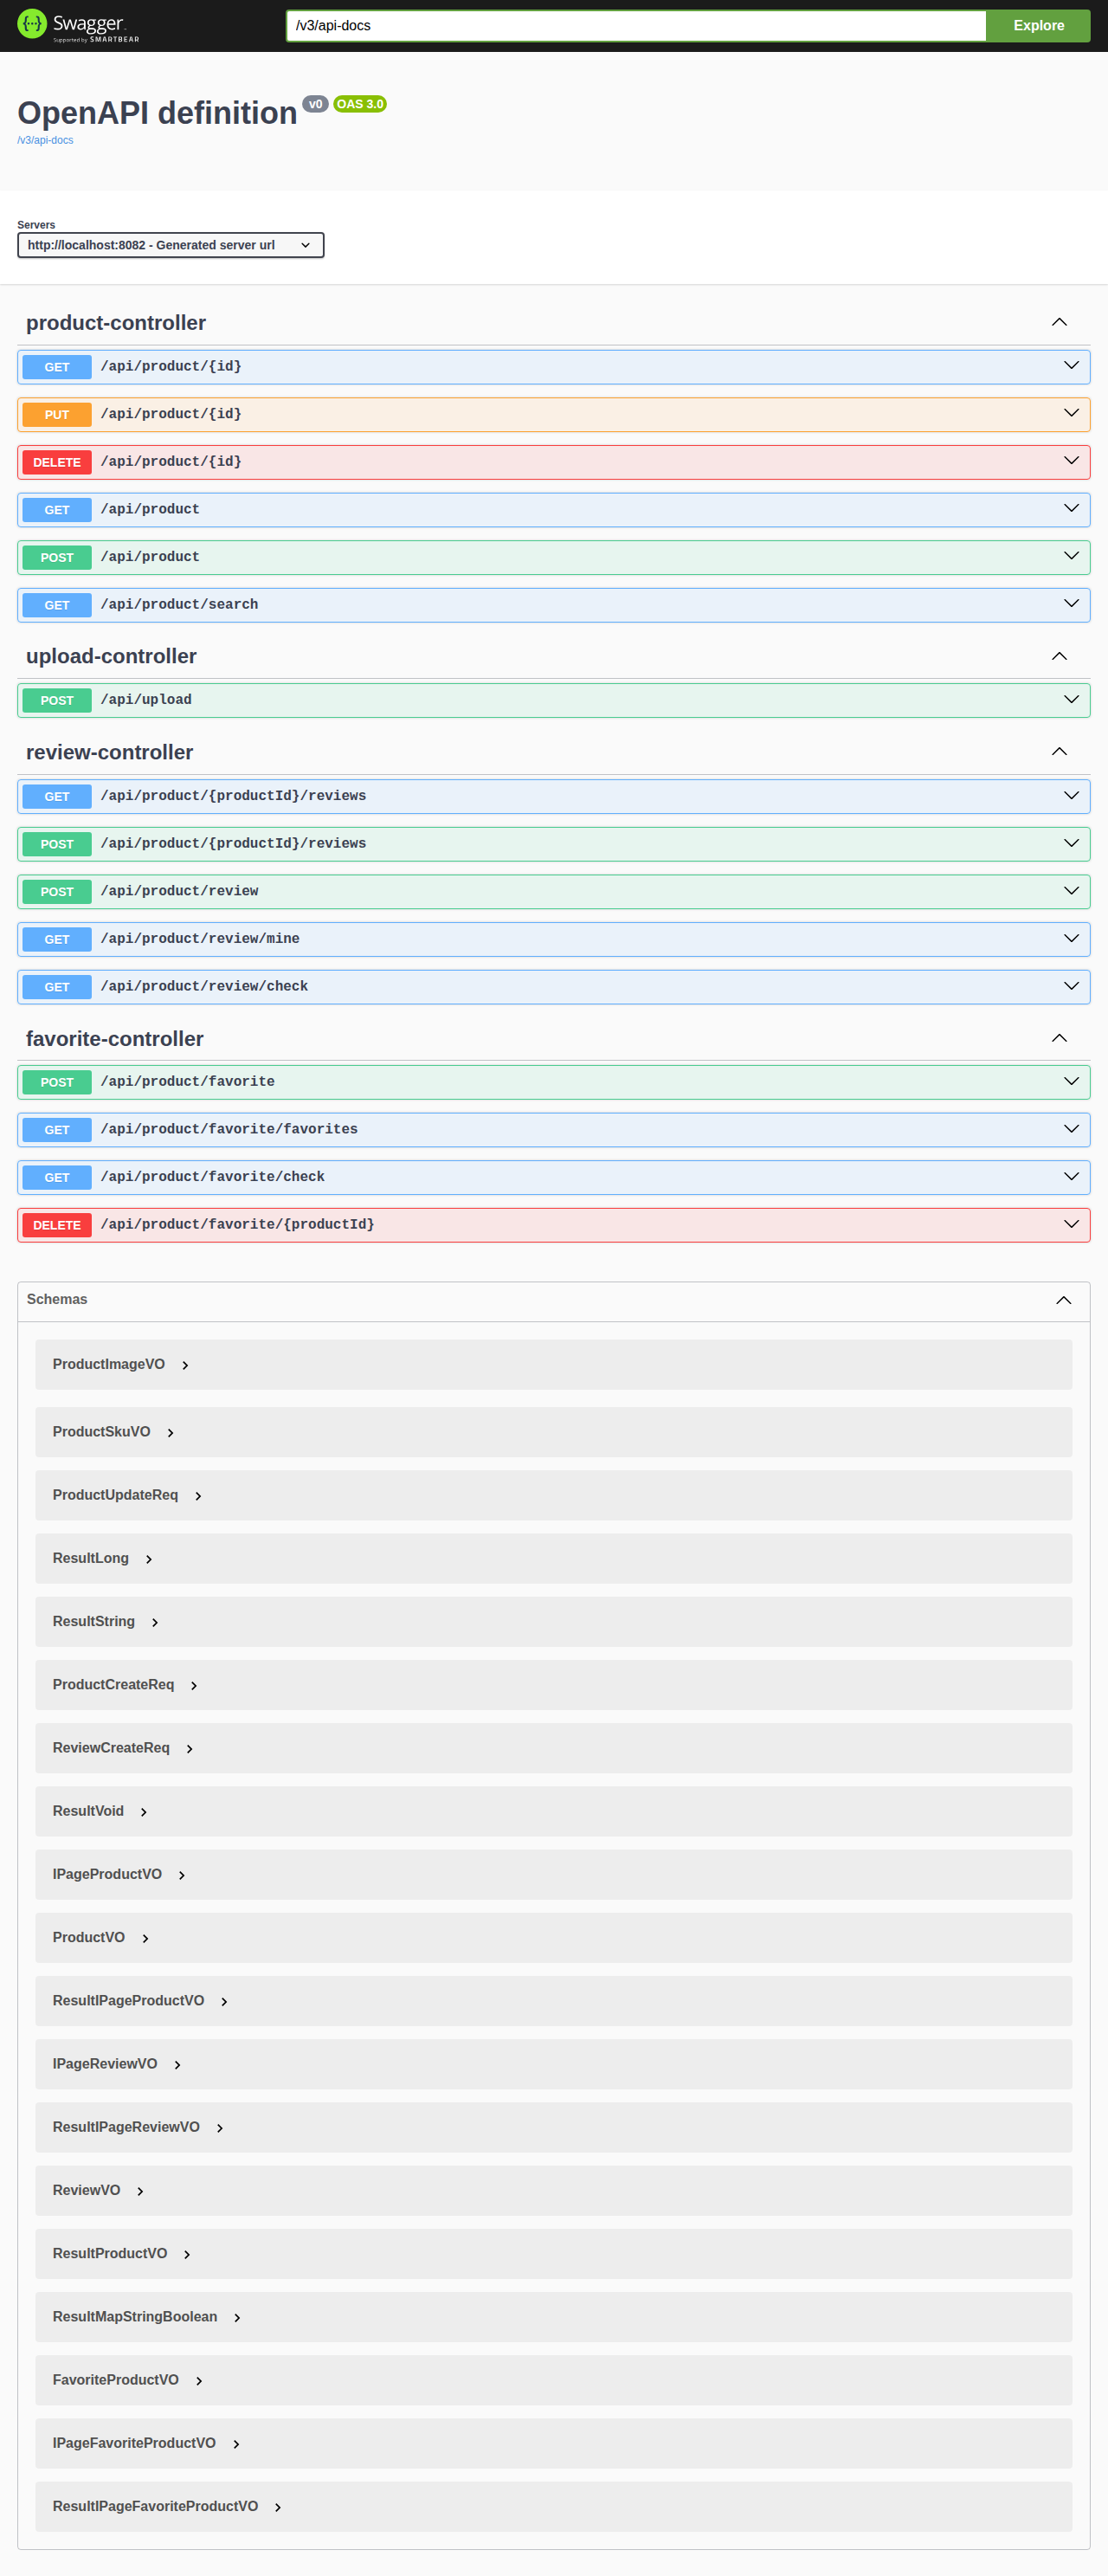 Swagger
Supported by SMARTBEAR
/v3/api-docs
Explore
OpenAPI definition v0 OAS 3.0
/v3/api-docs
Servers
http://localhost:8082 - Generated server url
product-controller
GET /api/product/{id}
PUT /api/product/{id}
DELETE /api/product/{id}
GET /api/product
POST /api/product
GET /api/product/search
upload-controller
POST /api/upload
review-controller
GET /api/product/{productId}/reviews
POST /api/product/{productId}/reviews
POST /api/product/review
GET /api/product/review/mine
GET /api/product/review/check
favorite-controller
POST /api/product/favorite
GET /api/product/favorite/favorites
GET /api/product/favorite/check
DELETE /api/product/favorite/{productId}
Schemas
ProductImageVO
ProductSkuVO
ProductUpdateReq
ResultLong
ResultString
ProductCreateReq
ReviewCreateReq
ResultVoid
IPageProductVO
ProductVO
ResultIPageProductVO
IPageReviewVO
ResultIPageReviewVO
ReviewVO
ResultProductVO
ResultMapStringBoolean
FavoriteProductVO
IPageFavoriteProductVO
ResultIPageFavoriteProductVO